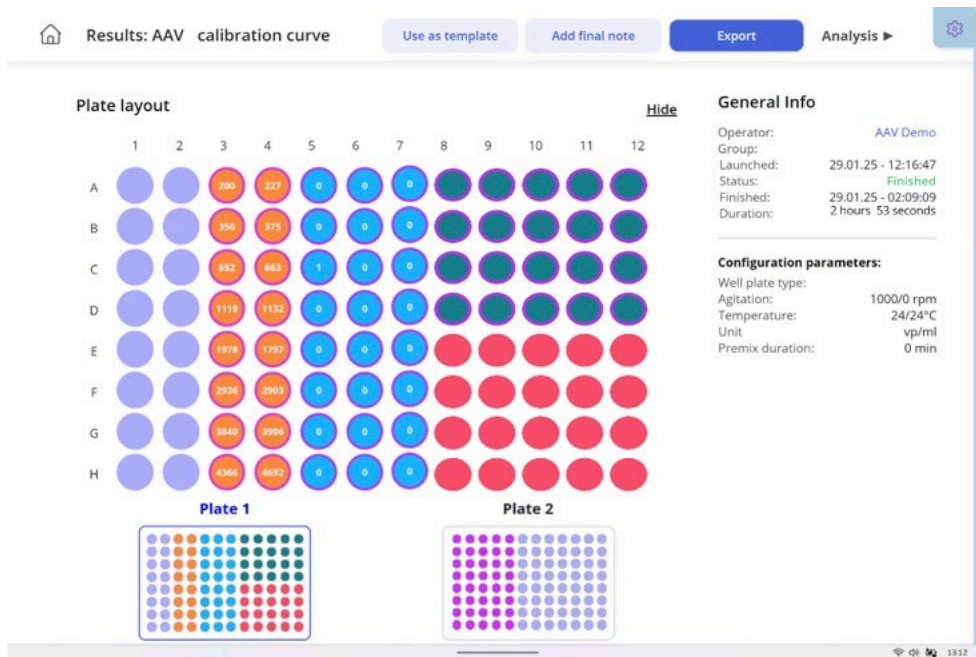 Results: AAV calibration curve
Use as template
Add final note
Export
Analysis ▶
Plate layout
Hide
1 2 3 4 5 6 7 8 9 10 11 12
A 200 227 0 0 0
B 356 375 0 0 0
C 652 663 1 0 0
D 1119 1132 0 0 0
E 1978 1797 0 0 0
F 2936 2903 0 0 0
G 3840 3996 0 0 0
H 4366 4692 0 0 0
Plate 1
Plate 2
General Info
Operator: AAV Demo
Group:
Launched: 29.01.25 - 12:16:47
Status: Finished
Finished: 29.01.25 - 02:09:09
Duration: 2 hours 53 seconds
Configuration parameters:
Well plate type:
Agitation: 1000/0 rpm
Temperature: 24/24°C
Unit vp/ml
Premix duration: 0 min
1312